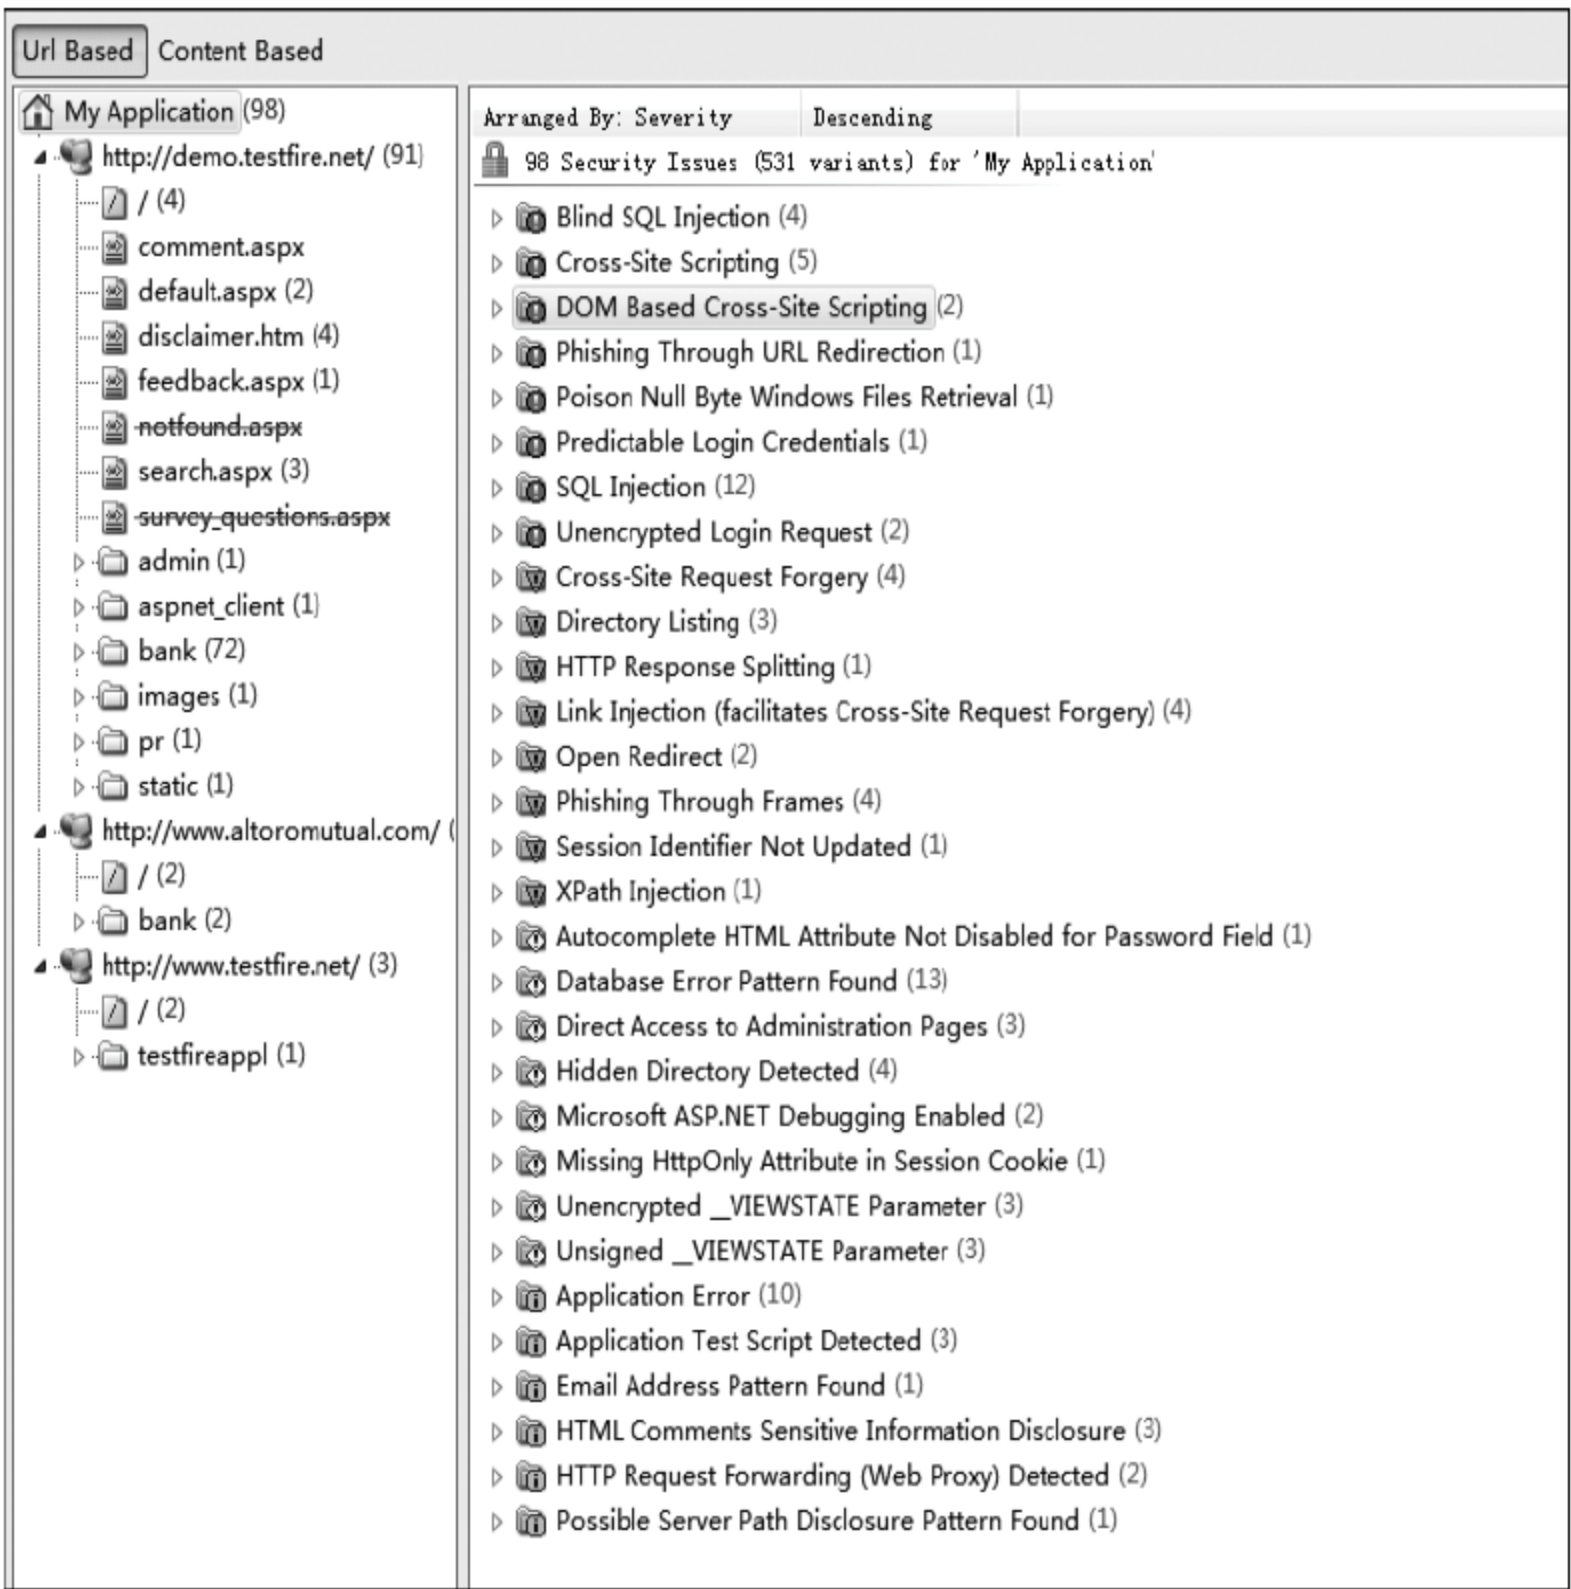 Url Based Content Based
My Application (98)
http://demo.testfire.net/ (91)
/ (4)
comment.aspx
default.aspx (2)
disclaimer.htm (4)
feedback.aspx (1)
notfound.aspx
search.aspx (3)
survey_questions.aspx
admin (1)
aspnet_client (1)
bank (72)
images (1)
pr (1)
static (1)
http://www.altoromutual.com/ (
/ (2)
bank (2)
http://www.testfire.net/ (3)
/ (2)
testfireappl (1)
Arranged By: Severity Descending
98 Security Issues (531 variants) for 'My Application'
Blind SQL Injection (4)
Cross-Site Scripting (5)
DOM Based Cross-Site Scripting (2)
Phishing Through URL Redirection (1)
Poison Null Byte Windows Files Retrieval (1)
Predictable Login Credentials (1)
SQL Injection (12)
Unencrypted Login Request (2)
Cross-Site Request Forgery (4)
Directory Listing (3)
HTTP Response Splitting (1)
Link Injection (facilitates Cross-Site Request Forgery) (4)
Open Redirect (2)
Phishing Through Frames (4)
Session Identifier Not Updated (1)
XPath Injection (1)
Autocomplete HTML Attribute Not Disabled for Password Field (1)
Database Error Pattern Found (13)
Direct Access to Administration Pages (3)
Hidden Directory Detected (4)
Microsoft ASP.NET Debugging Enabled (2)
Missing HttpOnly Attribute in Session Cookie (1)
Unencrypted __VIEWSTATE Parameter (3)
Unsigned __VIEWSTATE Parameter (3)
Application Error (10)
Application Test Script Detected (3)
Email Address Pattern Found (1)
HTML Comments Sensitive Information Disclosure (3)
HTTP Request Forwarding (Web Proxy) Detected (2)
Possible Server Path Disclosure Pattern Found (1)